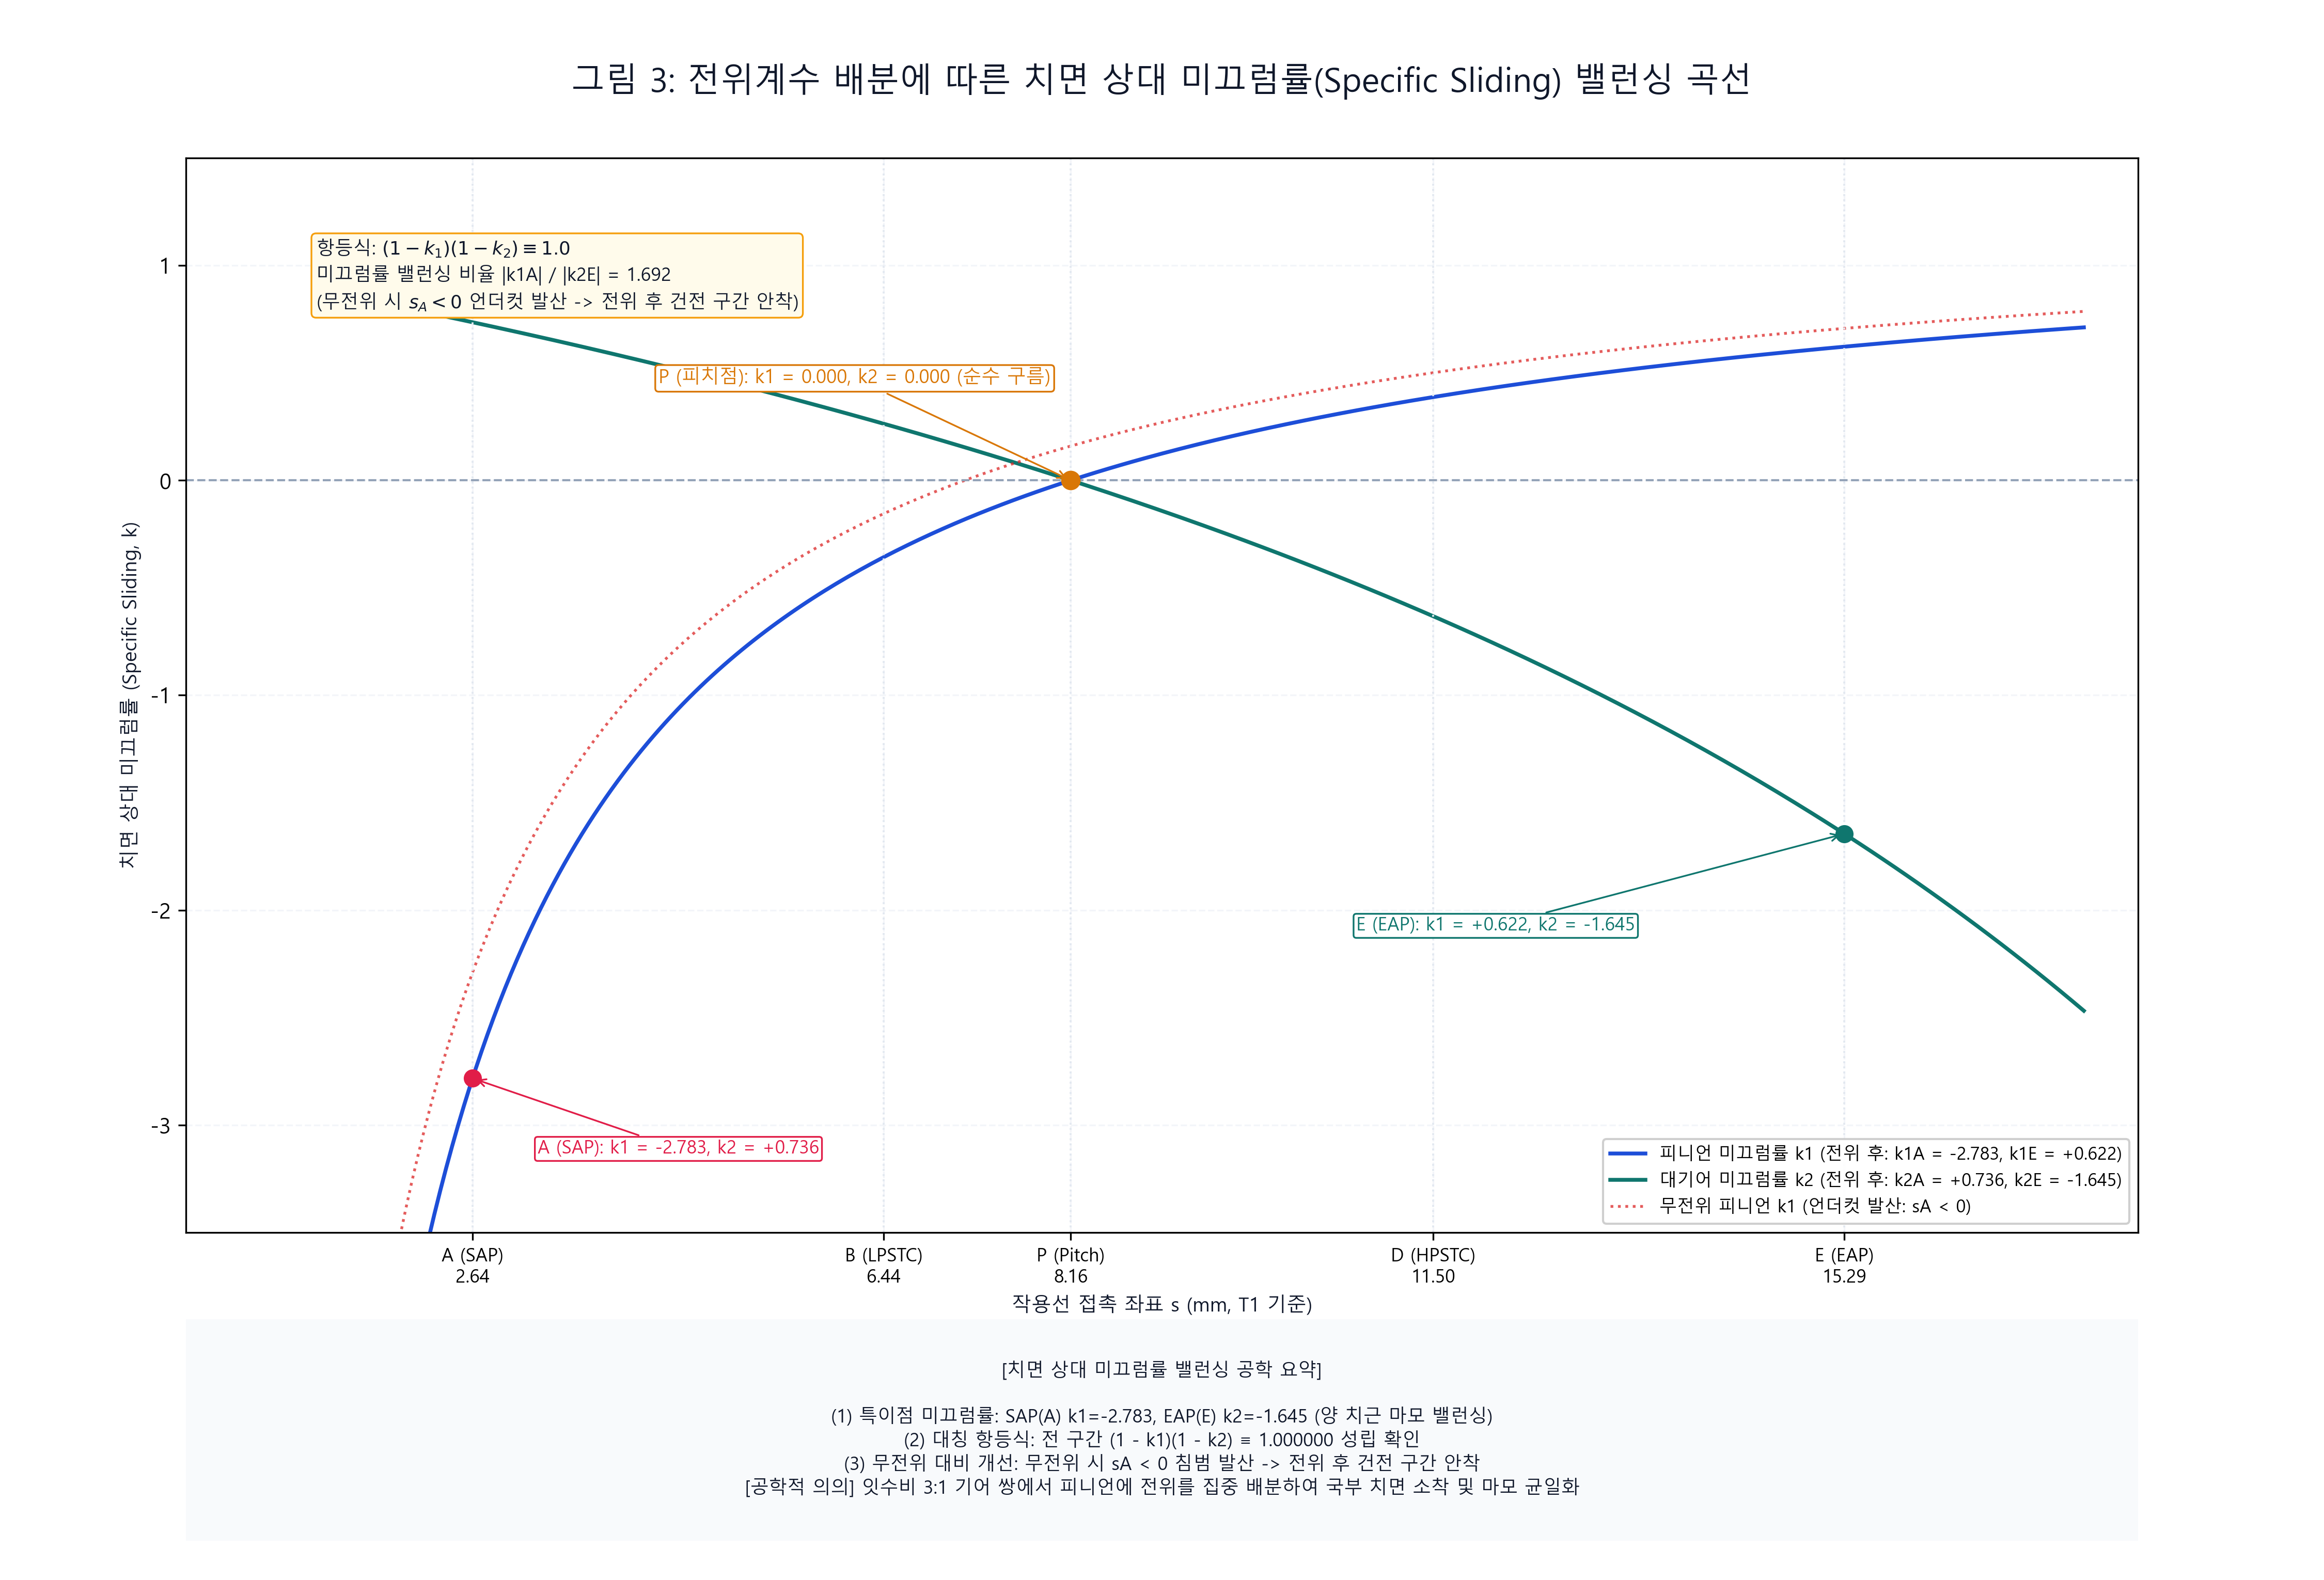 그림 3: 전위계수 배분에 따른 치면 상대 미끄럼률(Specific Sliding) 밸런싱 곡선
항등식: (1 − k₁)(1 − k₂) ≡ 1.0
미끄럼률 밸런싱 비율 |k1A| / |k2E| = 1.692
(무전위 시 s_A < 0 언더컷 발산 -> 전위 후 건전 구간 안착)
P (피치점): k1 = 0.000, k2 = 0.000 (순수 구름)
E (EAP): k1 = +0.622, k2 = -1.645
A (SAP): k1 = -2.783, k2 = +0.736
피니언 미끄럼률 k1 (전위 후: k1A = -2.783, k1E = +0.622)
대기어 미끄럼률 k2 (전위 후: k2A = +0.736, k2E = -1.645)
무전위 피니언 k1 (언더컷 발산: sA < 0)
치면 상대 미끄럼률 (Specific Sliding, k)
1
0
-1
-2
-3
A (SAP)
2.64
B (LPSTC)
6.44
P (Pitch)
8.16
D (HPSTC)
11.50
E (EAP)
15.29
작용선 접촉 좌표 s (mm, T1 기준)
[치면 상대 미끄럼률 밸런싱 공학 요약]
(1) 특이점 미끄럼률: SAP(A) k1=-2.783, EAP(E) k2=-1.645 (양 치근 마모 밸런싱)
(2) 대칭 항등식: 전 구간 (1 - k1)(1 - k2) ≡ 1.000000 성립 확인
(3) 무전위 대비 개선: 무전위 시 sA < 0 침범 발산 -> 전위 후 건전 구간 안착
[공학적 의의] 잇수비 3:1 기어 쌍에서 피니언에 전위를 집중 배분하여 국부 치면 소착 및 마모 균일화